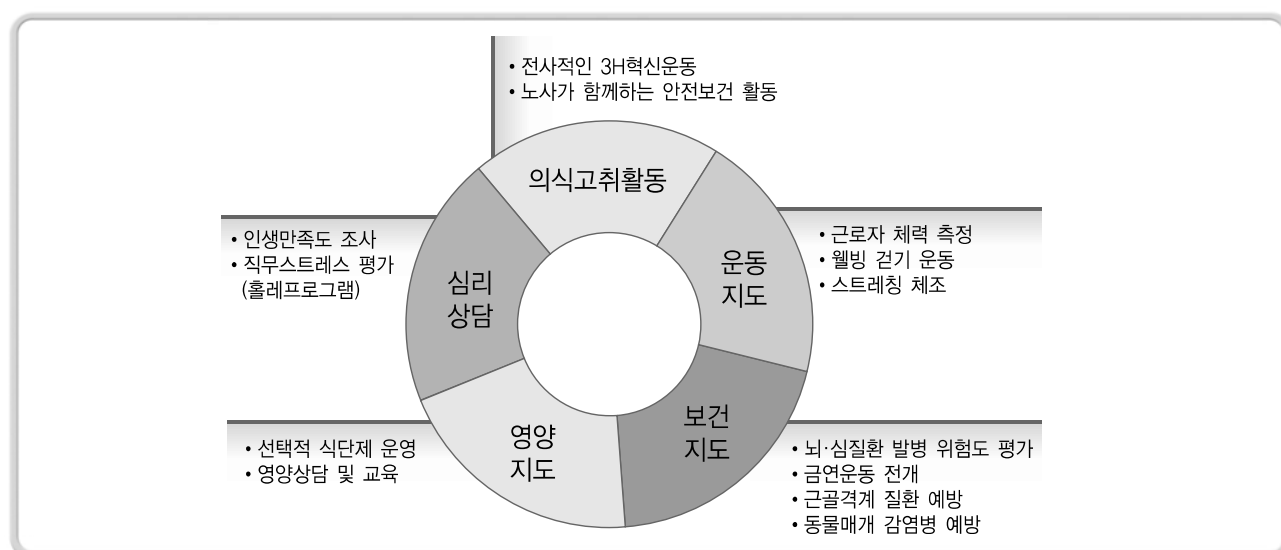 • 전사적인 3H혁신운동
• 노사가 함께하는 안전보건 활동
의식고취활동
• 인생만족도 조사
• 직무스트레스 평가
(홀레프로그램)
심리
상담
운동
지도
• 근로자 체력 측정
• 웰빙 걷기 운동
• 스트레칭 체조
영양
지도
• 선택적 식단제 운영
• 영양상담 및 교육
보건
지도
• 뇌·심질환 발병 위험도 평가
• 금연운동 전개
• 근골격계 질환 예방
• 동물매개 감염병 예방